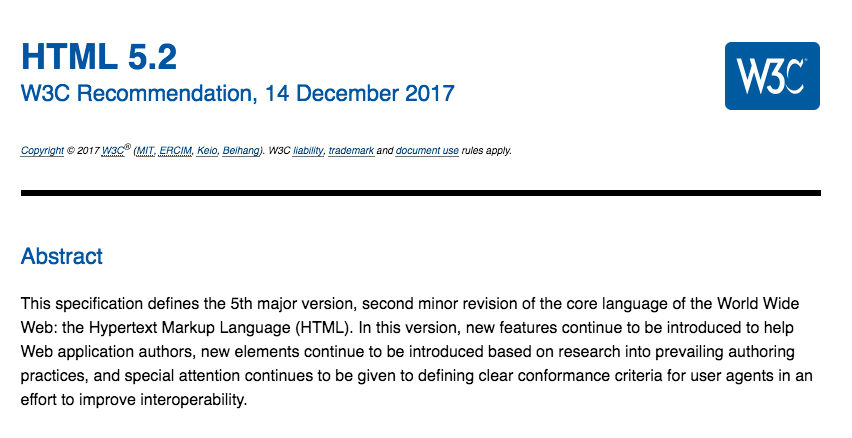 HTML 5.2
W3C
W3C Recommendation, 14 December 2017
Copyright © 2017 W3C® (MIT, ERCIM, Keio, Beihang). W3C liability, trademark and document use rules apply.
Abstract
This specification defines the 5th major version, second minor revision of the core language of the World Wide
Web: the Hypertext Markup Language (HTML). In this version, new features continue to be introduced to help
Web application authors, new elements continue to be introduced based on research into prevailing authoring
practices, and special attention continues to be given to defining clear conformance criteria for user agents in an
effort to improve interoperability.